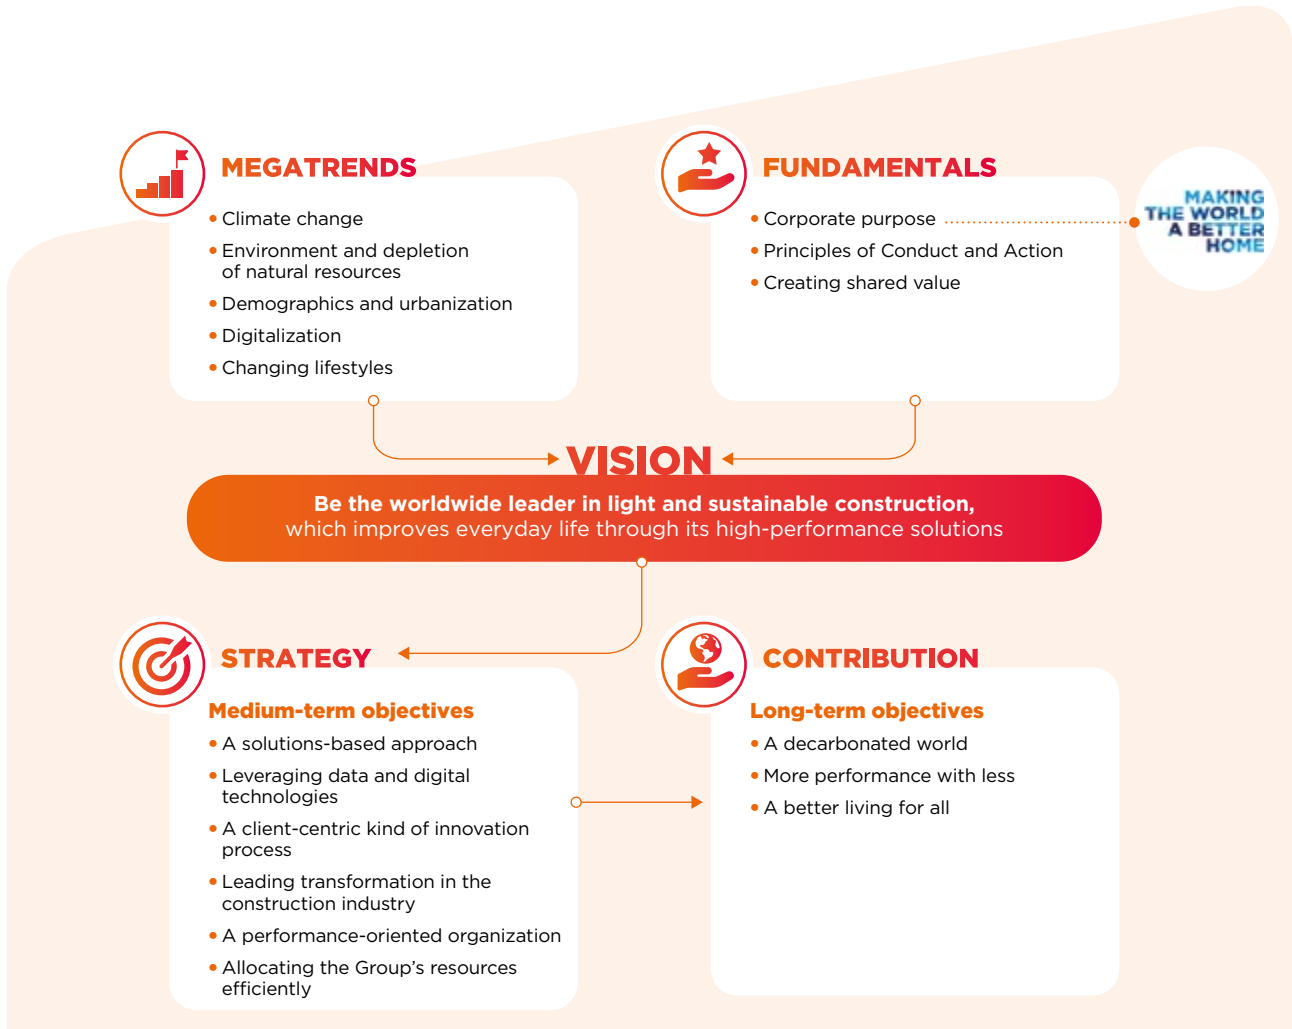 MEGATRENDS
• Climate change
• Environment and depletion
of natural resources
• Demographics and urbanization
• Digitalization
• Changing lifestyles
FUNDAMENTALS
• Corporate purpose
• Principles of Conduct and Action
• Creating shared value
MAKING
THE WORLD
A BETTER
HOME
VISION
Be the worldwide leader in light and sustainable construction,
which improves everyday life through its high-performance solutions
STRATEGY
Medium-term objectives
• A solutions-based approach
• Leveraging data and digital
technologies
• A client-centric kind of innovation
process
• Leading transformation in the
construction industry
• A performance-oriented organization
• Allocating the Group’s resources
efficiently
CONTRIBUTION
Long-term objectives
• A decarbonated world
• More performance with less
• A better living for all